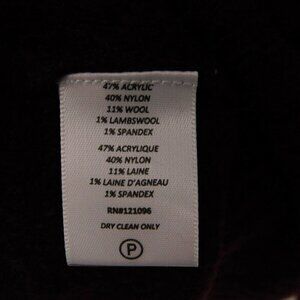 47% ACRYLIC
40% NYLON
11% WOOL
1% LAMBSWOOL
1% SPANDEX
47% ACRYLIQUE
40% NYLON
11% LAINE
1% LAINE D'AGNEAU
1% SPANDEX
RN#121096
DRY CLEAN ONLY
P